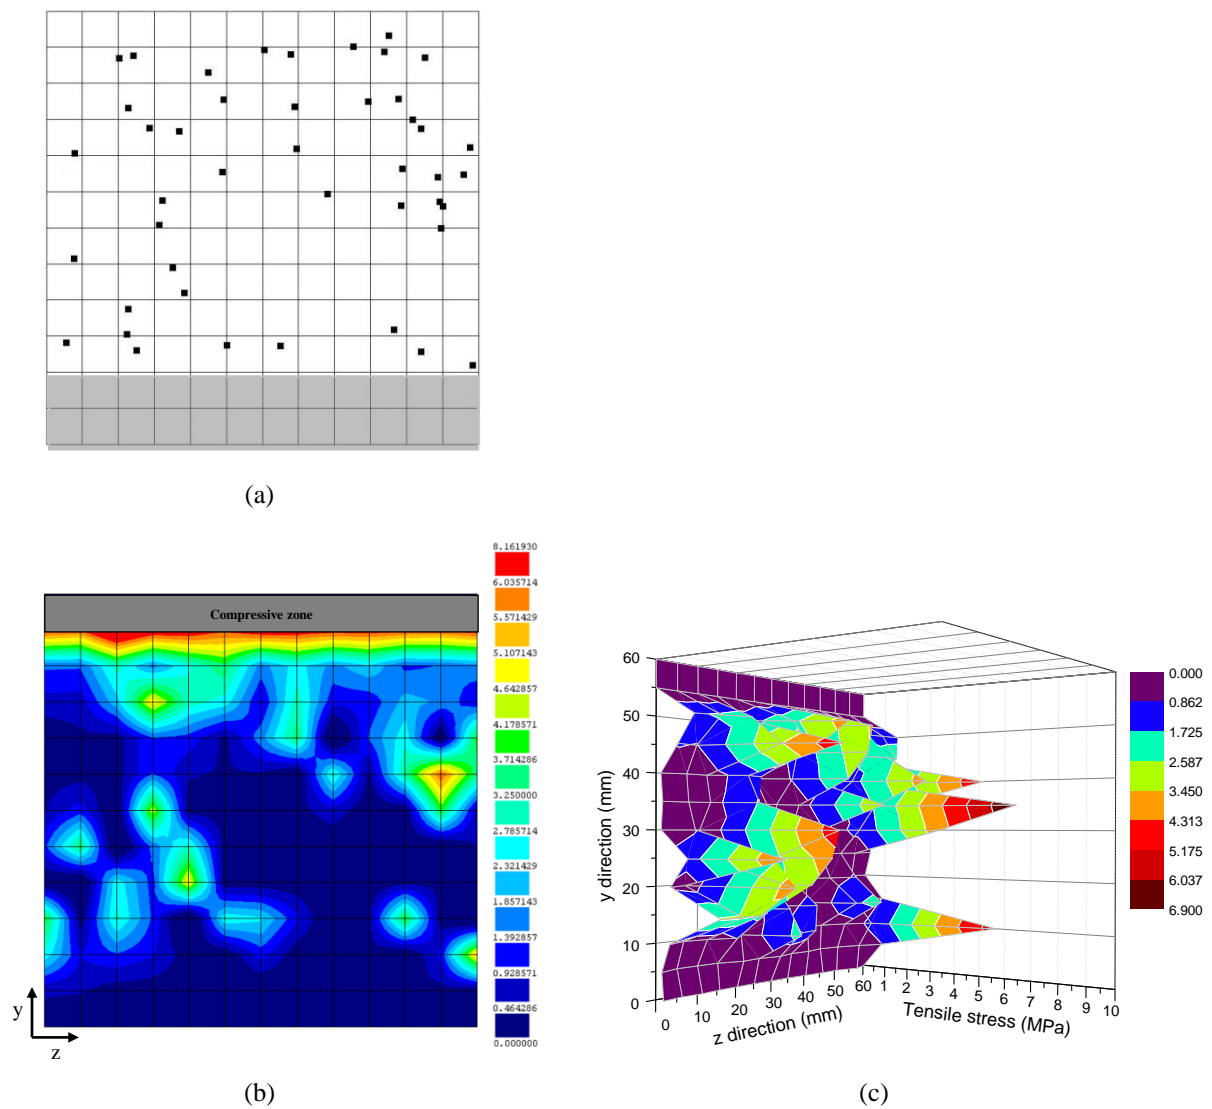 (a)
8.161930
6.035714
5.571429
5.107143
4.642857
4.178571
3.714286
3.250000
2.785714
2.321429
1.857143
1.392857
0.928571
0.464286
0.000000
Compressive zone
y
z
(b)
60
50
40
30
20
10
0
y direction (mm)
0 10 20 30 40 50 60
z direction (mm)
1 2 3 4 5 6 7 8 9 10
Tensile stress (MPa)
0.000
0.862
1.725
2.587
3.450
4.313
5.175
6.037
6.900
(c)